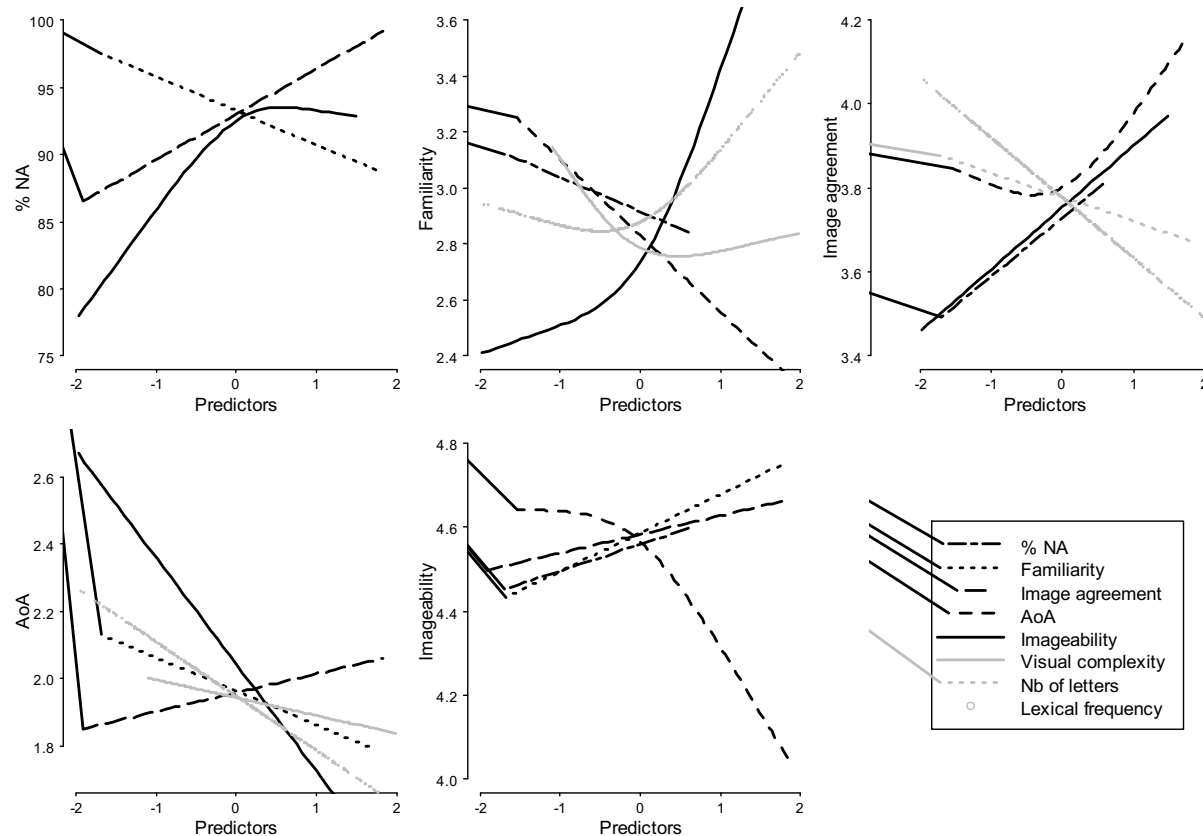 100
95
90
85
80
75
% NA
-2 -1 0 1 2
Predictors
3.6
3.4
3.2
3.0
2.8
2.6
2.4
Familiarity
-2 -1 0 1 2
Predictors
4.2
4.0
3.8
3.6
3.4
Image agreement
-2 -1 0 1 2
Predictors
2.6
2.4
2.2
2.0
1.8
AoA
-2 -1 0 1 2
Predictors
4.8
4.6
4.4
4.2
4.0
Imageability
-2 -1 0 1 2
Predictors
% NA
Familiarity
Image agreement
AoA
Imageability
Visual complexity
Nb of letters
Lexical frequency